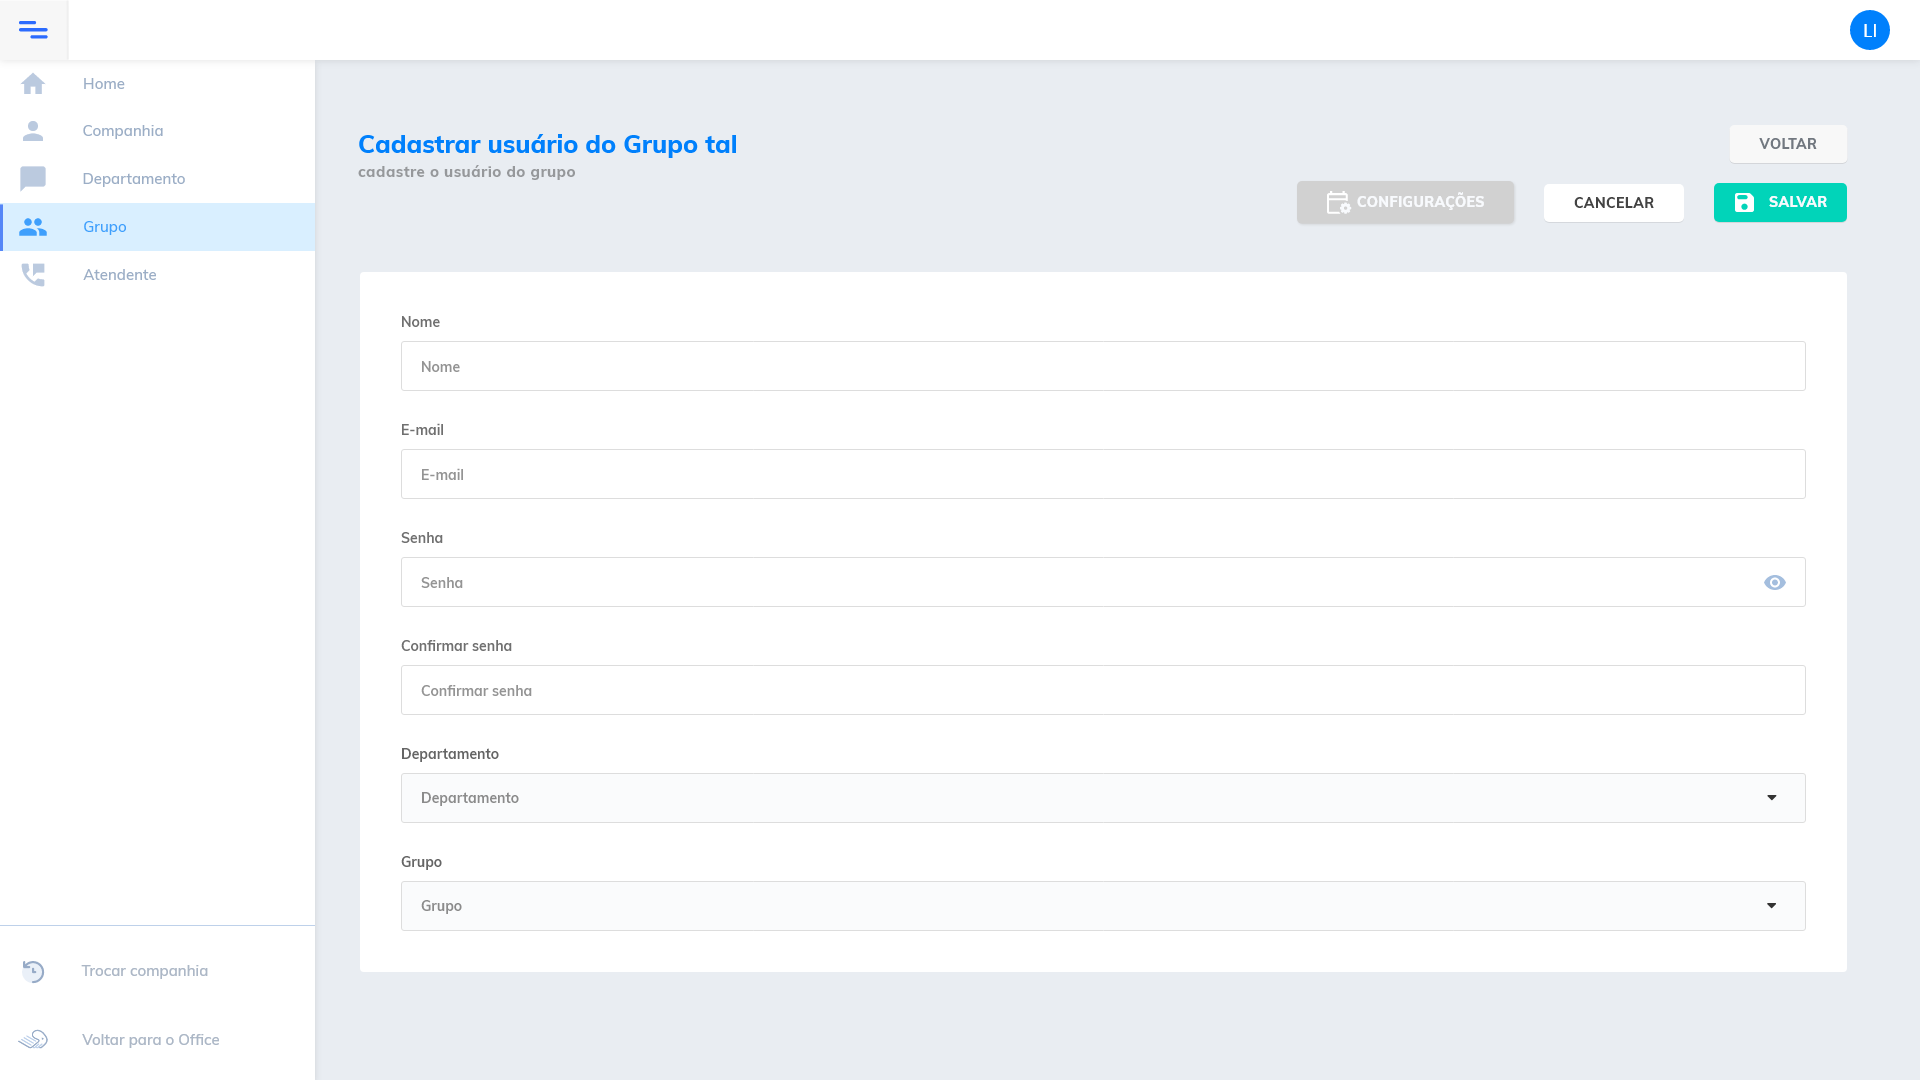 LI
Home
Companhia
Departamento
Grupo
Atendente
Trocar companhia
Voltar para o Office
Cadastrar usuário do Grupo tal
cadastre o usuário do grupo
VOLTAR
CONFIGURAÇÕES
CANCELAR
SALVAR
Nome
Nome
E-mail
E-mail
Senha
Senha
Confirmar senha
Confirmar senha
Departamento
Departamento
Grupo
Grupo